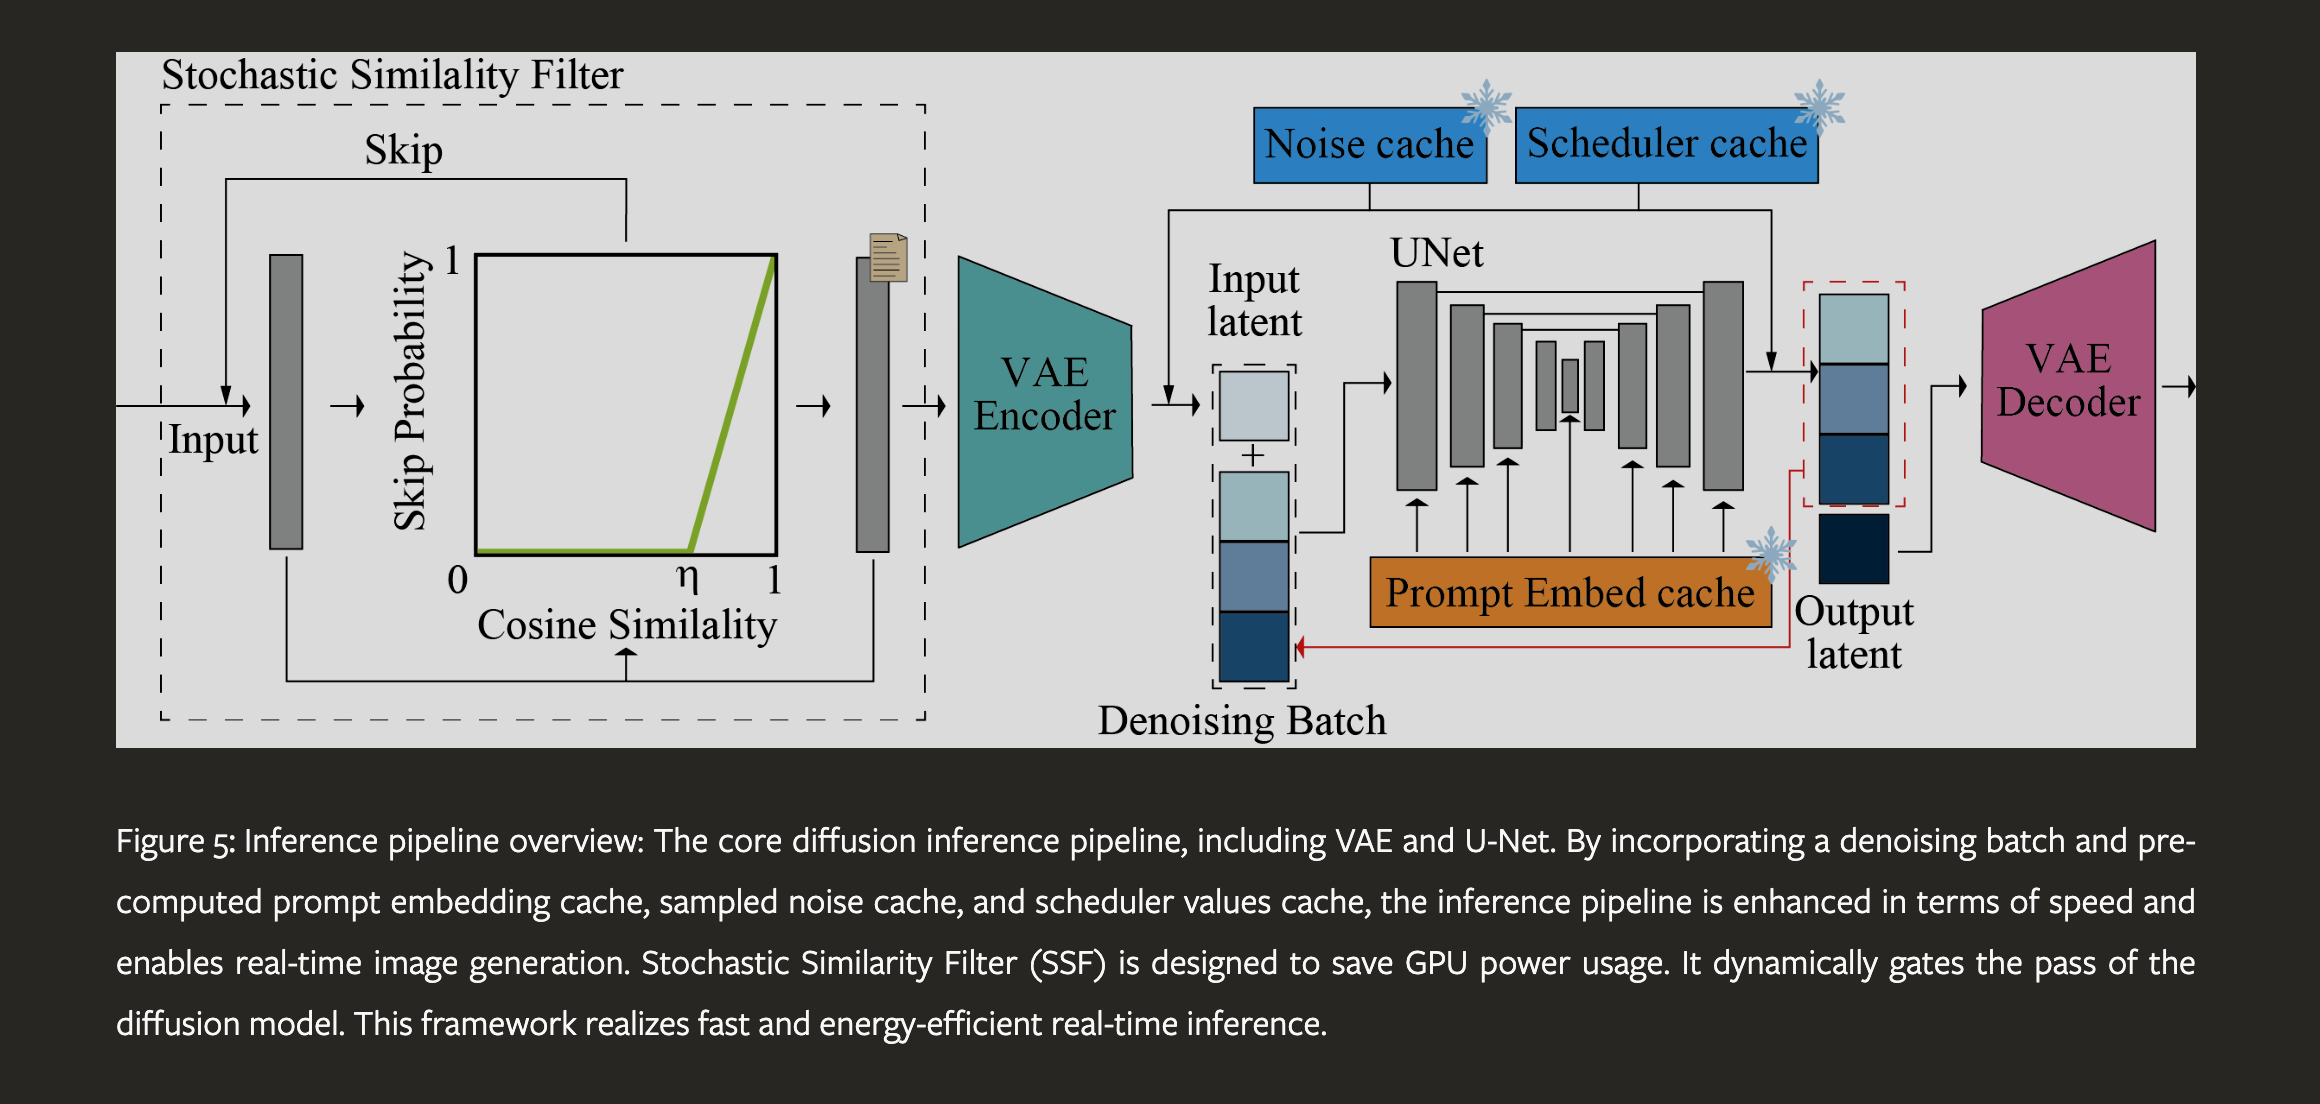 Stochastic Similality Filter
Skip
Input
Skip Probability
1
0
η
1
Cosine Similality
VAE
Encoder
Noise cache
Scheduler cache
Input
latent
+
Denoising Batch
UNet
Prompt Embed cache
Output
latent
VAE
Decoder
Figure 5: Inference pipeline overview: The core diffusion inference pipeline, including VAE and U-Net. By incorporating a denoising batch and pre-
computed prompt embedding cache, sampled noise cache, and scheduler values cache, the inference pipeline is enhanced in terms of speed and
enables real-time image generation. Stochastic Similarity Filter (SSF) is designed to save GPU power usage. It dynamically gates the pass of the
diffusion model. This framework realizes fast and energy-efficient real-time inference.